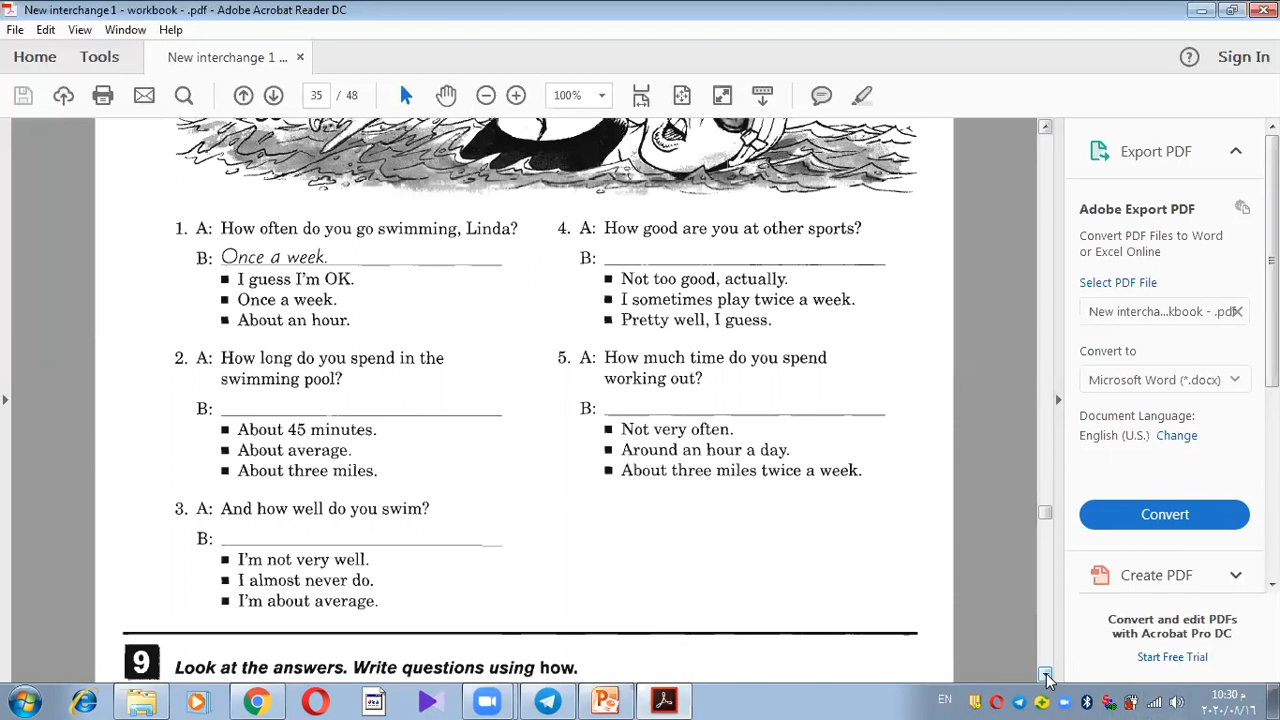 New interchange 1 - workbook - .pdf - Adobe Acrobat Reader DC
File Edit View Window Help
Home Tools New interchange 1 ... × Sign In
35 / 48 100%
1. A: How often do you go swimming, Linda?
B: Once a week.
■ I guess I'm OK.
■ Once a week.
■ About an hour.
2. A: How long do you spend in the
swimming pool?
B:
■ About 45 minutes.
■ About average.
■ About three miles.
3. A: And how well do you swim?
B:
■ I'm not very well.
■ I almost never do.
■ I'm about average.
4. A: How good are you at other sports?
B:
■ Not too good, actually.
■ I sometimes play twice a week.
■ Pretty well, I guess.
5. A: How much time do you spend
working out?
B:
■ Not very often.
■ Around an hour a day.
■ About three miles twice a week.
9 Look at the answers. Write questions using how.
Export PDF
Adobe Export PDF
Convert PDF Files to Word
or Excel Online
Select PDF File
New intercha...kbook - .pdf
Convert to
Microsoft Word (*.docx)
Document Language:
English (U.S.) Change
Convert
Create PDF
Convert and edit PDFs
with Acrobat Pro DC
Start Free Trial
EN
10:30 م
٢٠٢٠/٠٨/١٦